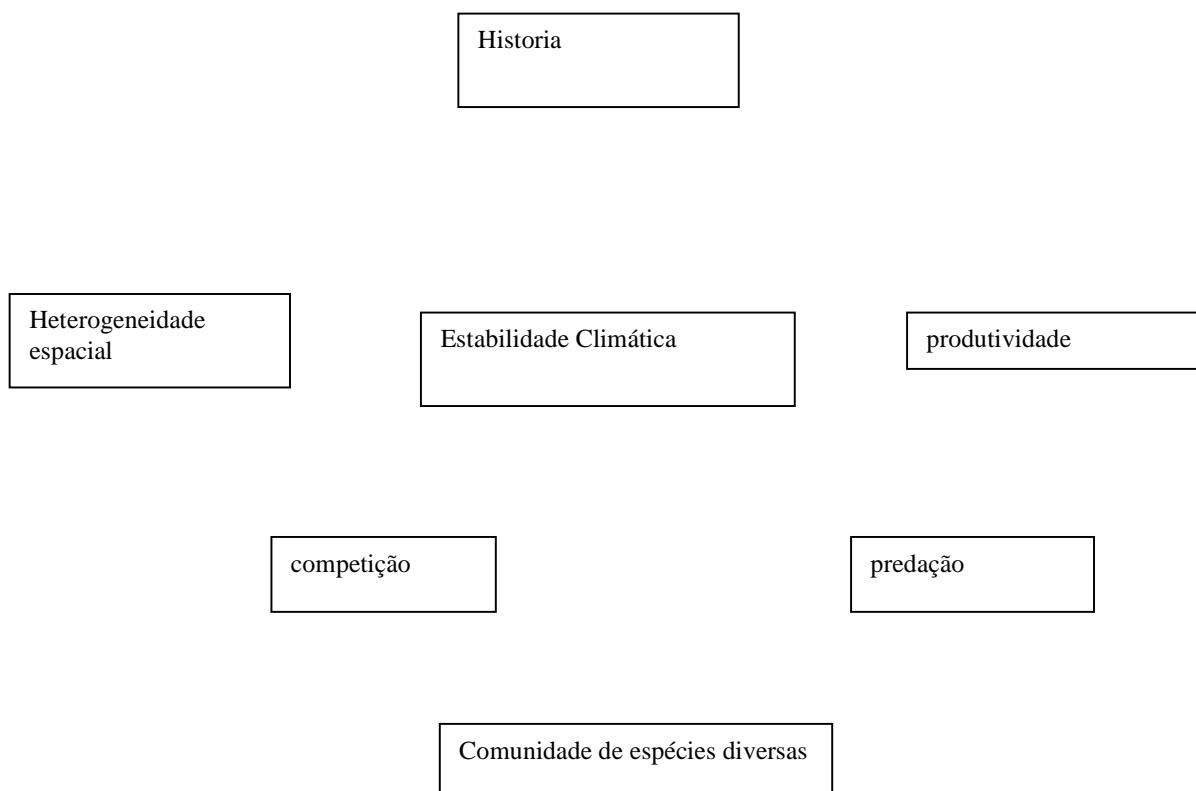 Historia
Heterogeneidade
espacial
Estabilidade Climática
produtividade
competição
predação
Comunidade de espécies diversas